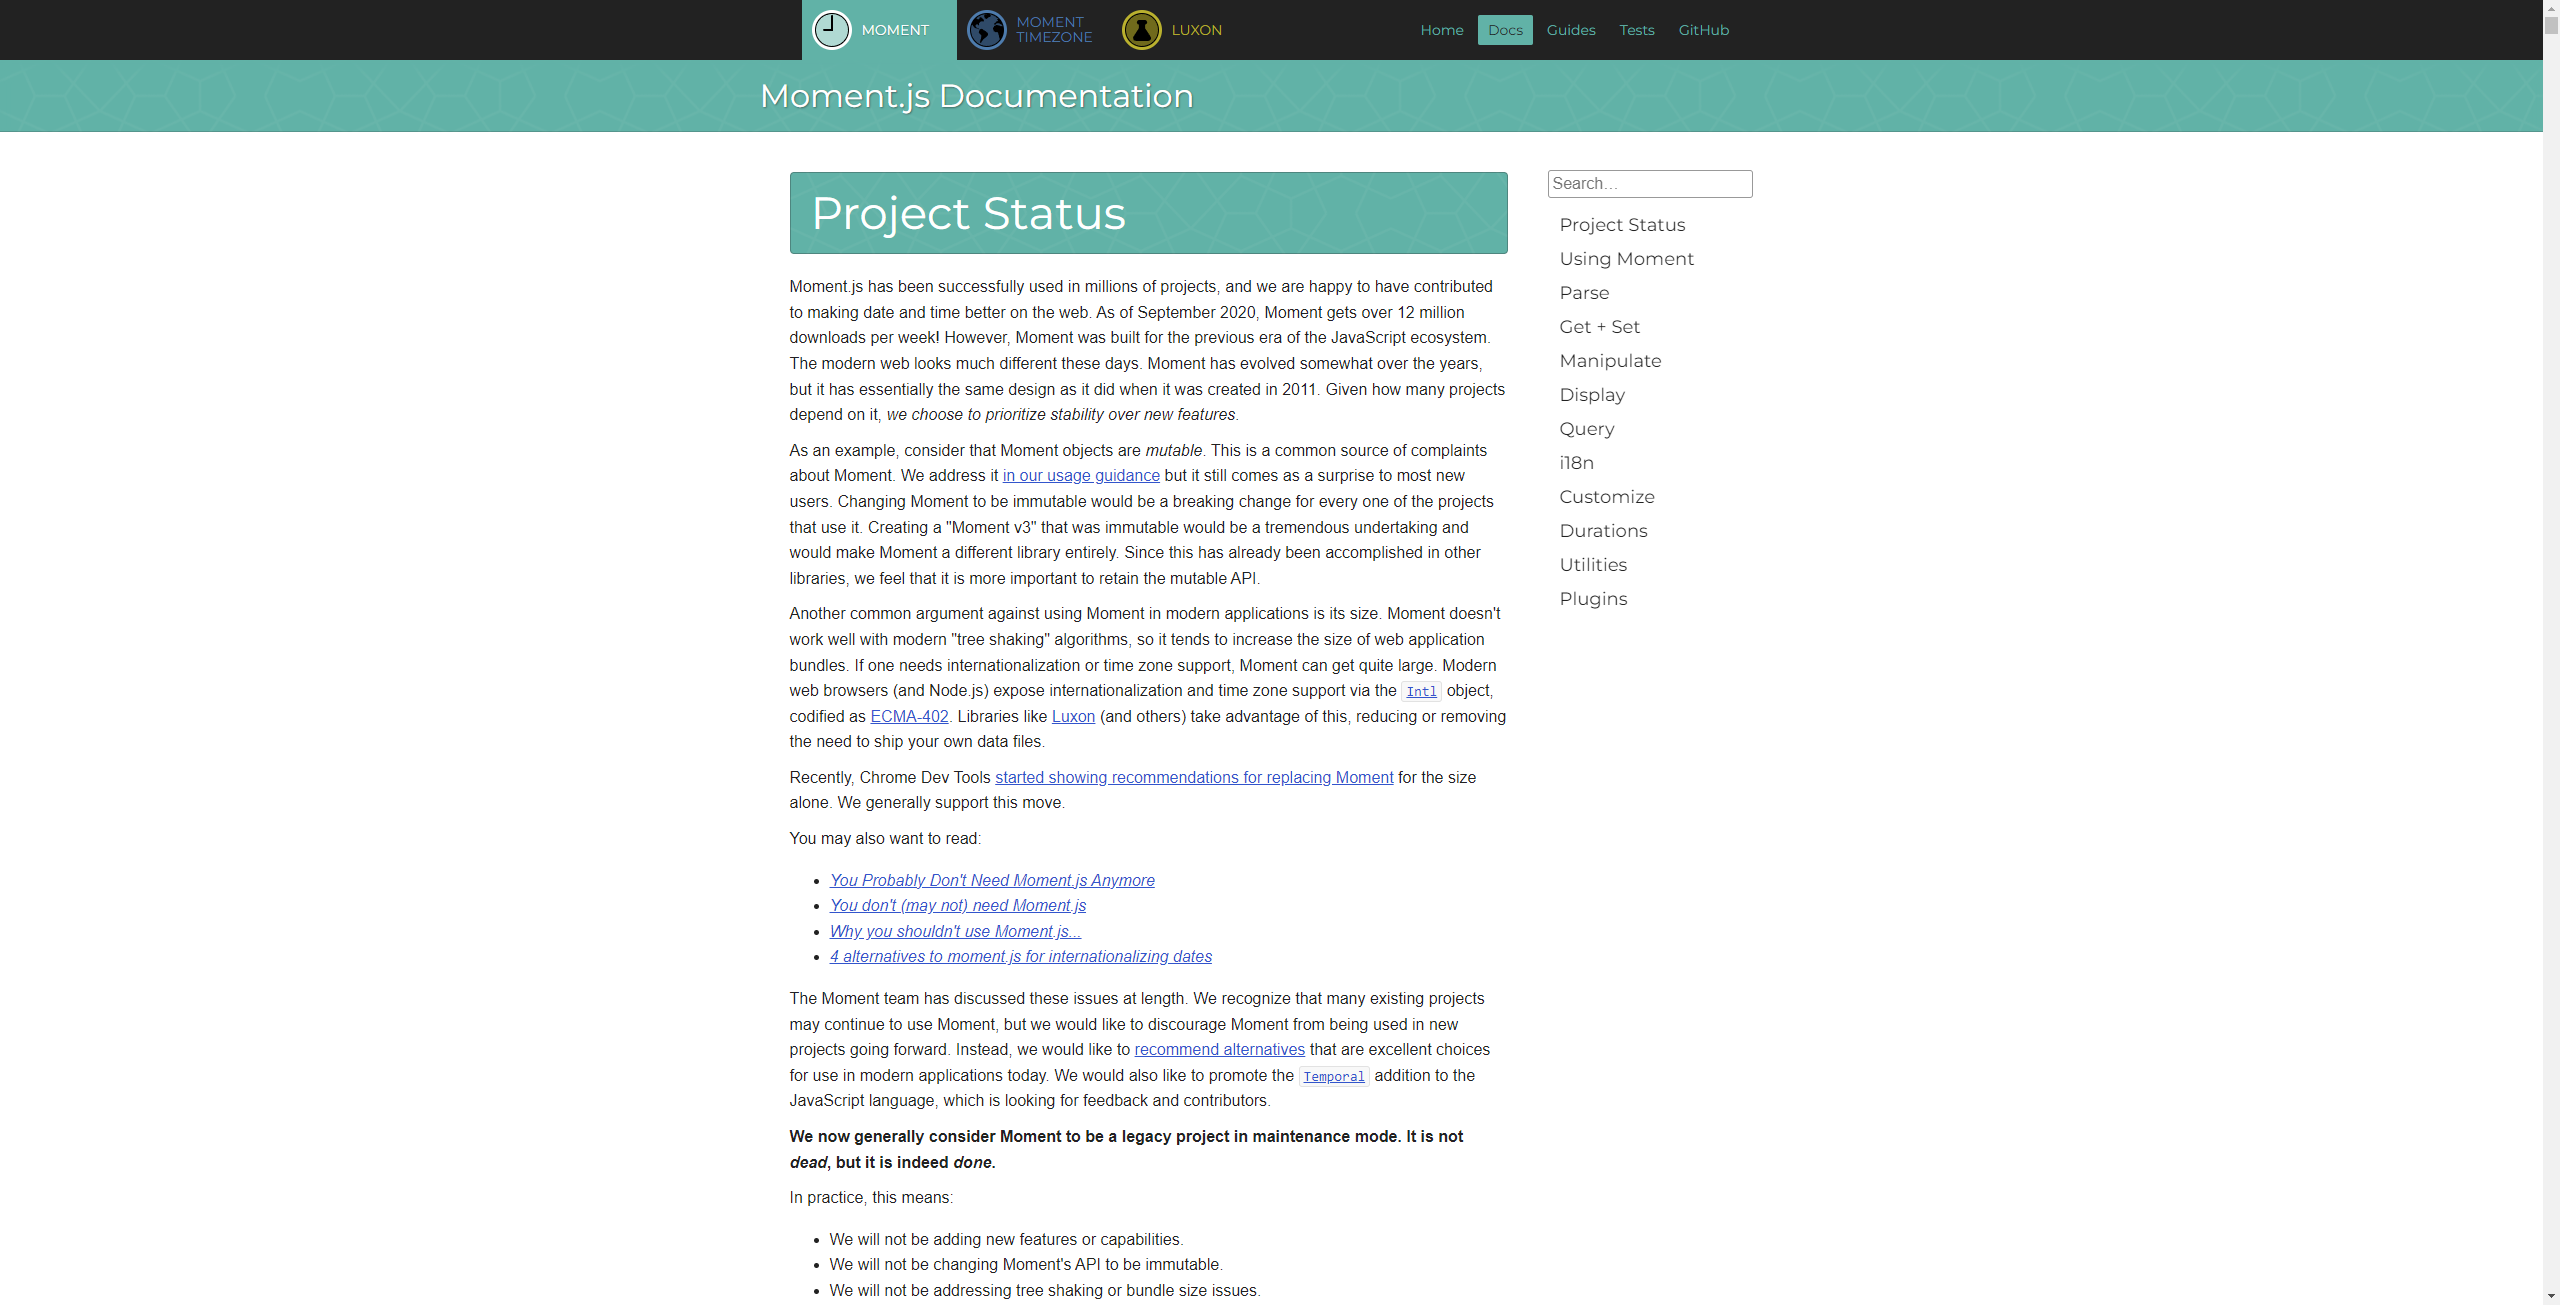 MOMENT
MOMENT
TIMEZONE
LUXON
Home
Docs
Guides
Tests
GitHub
Moment.js Documentation
Project Status
Moment.js has been successfully used in millions of projects, and we are happy to have contributed
to making date and time better on the web. As of September 2020, Moment gets over 12 million
downloads per week! However, Moment was built for the previous era of the JavaScript ecosystem.
The modern web looks much different these days. Moment has evolved somewhat over the years,
but it has essentially the same design as it did when it was created in 2011. Given how many projects
depend on it, we choose to prioritize stability over new features.
As an example, consider that Moment objects are mutable. This is a common source of complaints
about Moment. We address it in our usage guidance but it still comes as a surprise to most new
users. Changing Moment to be immutable would be a breaking change for every one of the projects
that use it. Creating a "Moment v3" that was immutable would be a tremendous undertaking and
would make Moment a different library entirely. Since this has already been accomplished in other
libraries, we feel that it is more important to retain the mutable API.
Another common argument against using Moment in modern applications is its size. Moment doesn't
work well with modern "tree shaking" algorithms, so it tends to increase the size of web application
bundles. If one needs internationalization or time zone support, Moment can get quite large. Modern
web browsers (and Node.js) expose internationalization and time zone support via the Intl object,
codified as ECMA-402. Libraries like Luxon (and others) take advantage of this, reducing or removing
the need to ship your own data files.
Recently, Chrome Dev Tools started showing recommendations for replacing Moment for the size
alone. We generally support this move.
You may also want to read:
• You Probably Don't Need Moment.js Anymore
• You don't (may not) need Moment.js
• Why you shouldn't use Moment.js...
• 4 alternatives to moment.js for internationalizing dates
The Moment team has discussed these issues at length. We recognize that many existing projects
may continue to use Moment, but we would like to discourage Moment from being used in new
projects going forward. Instead, we would like to recommend alternatives that are excellent choices
for use in modern applications today. We would also like to promote the Temporal addition to the
JavaScript language, which is looking for feedback and contributors.
We now generally consider Moment to be a legacy project in maintenance mode. It is not
dead, but it is indeed done.
In practice, this means:
• We will not be adding new features or capabilities.
• We will not be changing Moment's API to be immutable.
• We will not be addressing tree shaking or bundle size issues.
Search...
Project Status
Using Moment
Parse
Get + Set
Manipulate
Display
Query
i18n
Customize
Durations
Utilities
Plugins